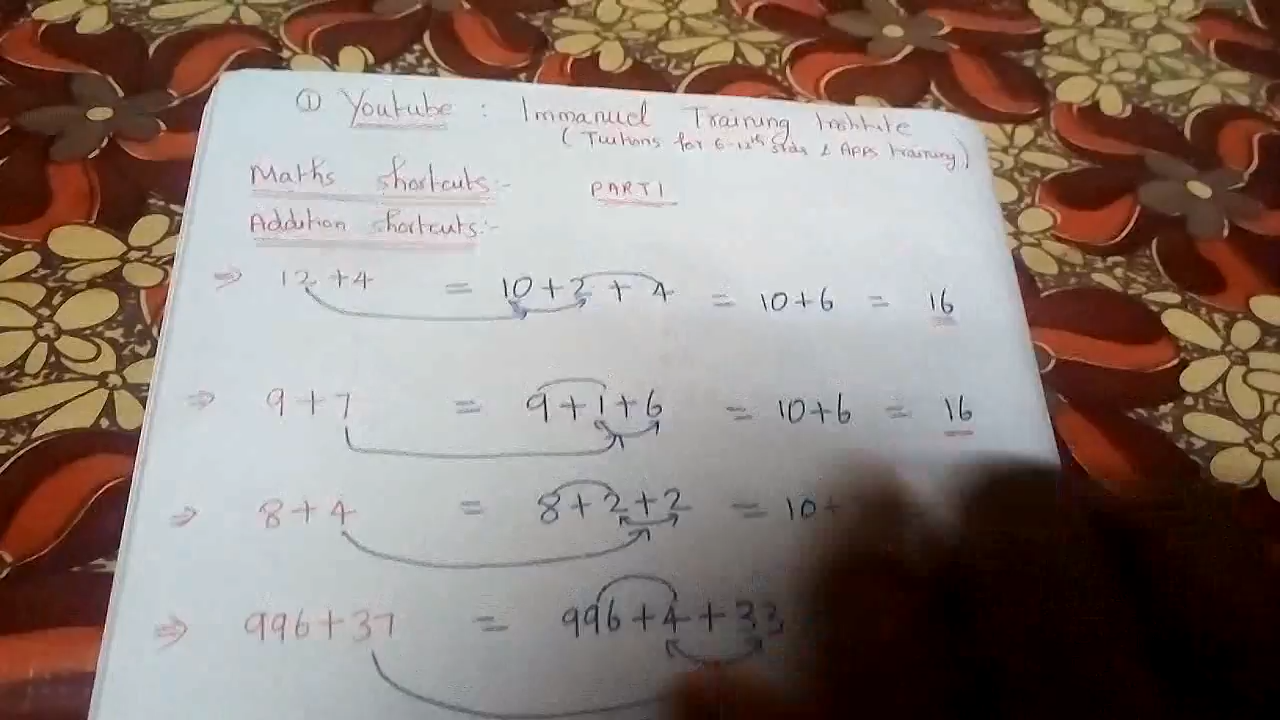 ① Youtube : Immanuel Training Institute
(Tuitions for 6-12th stds & Apps training)
Maths shortcuts:- PART1
Addition shortcuts:-
⇒ 12 +4 = 10+2+4 = 10+6 = 16
⇒ 9+7 = 9+1+6 = 10+6 = 16
⇒ 8+4 = 8+2+2 = 10+
⇒ 996+37 = 996+4+33